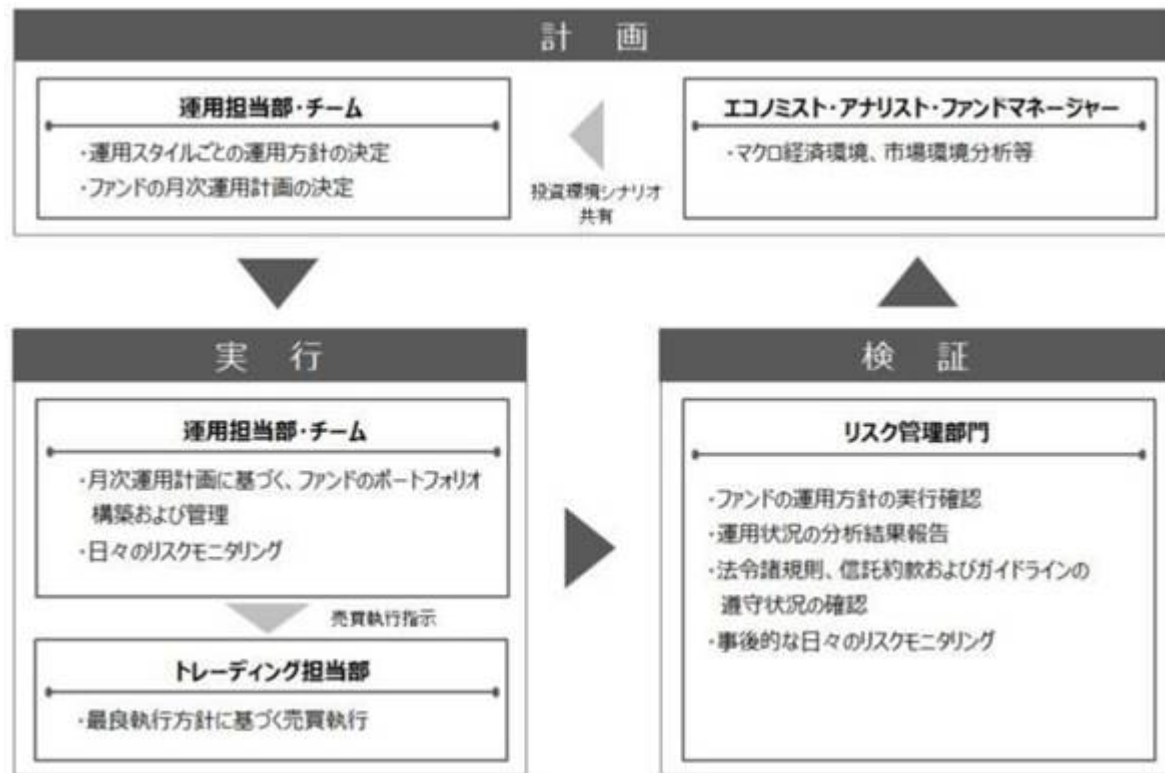 計 画
運用担当部・チーム
・運用スタイルごとの運用方針の決定
・ファンドの月次運用計画の決定
投資環境シナリオ
共有
エコノミスト・アナリスト・ファンドマネージャー
・マクロ経済環境、市場環境分析等
実 行
運用担当部・チーム
・月次運用計画に基づく、ファンドのポートフォリオ
構築および管理
・日々のリスクモニタリング
売買執行指示
トレーディング担当部
・最良執行方針に基づく売買執行
検 証
リスク管理部門
・ファンドの運用方針の実行確認
・運用状況の分析結果報告
・法令諸規則、信託約款およびガイドラインの
遵守状況の確認
・事後的な日々のリスクモニタリング